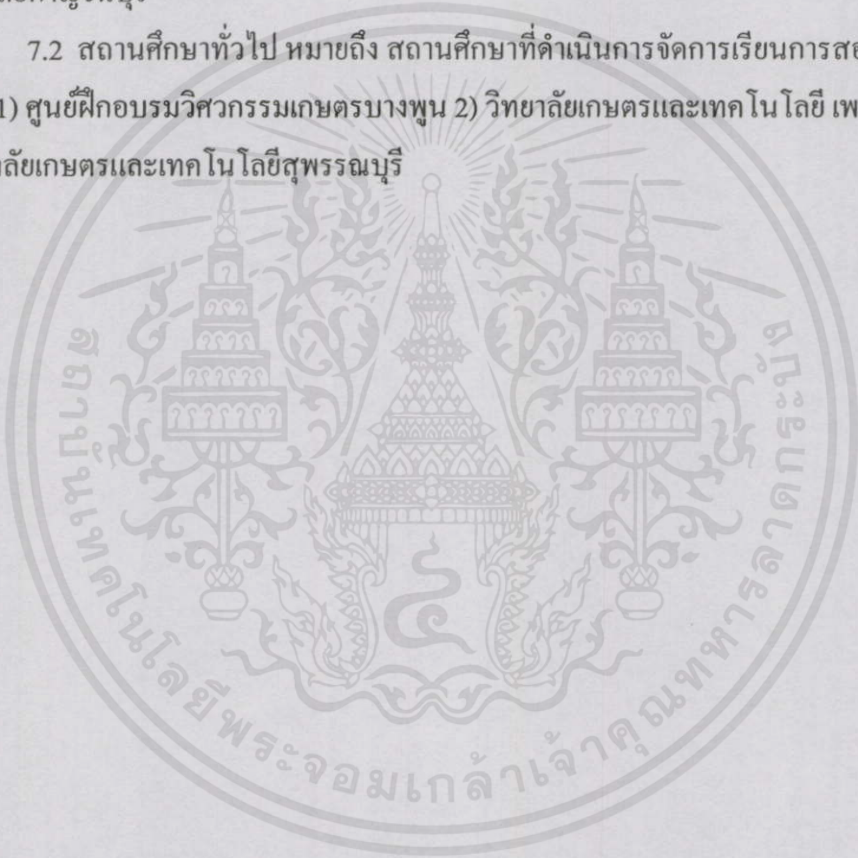 7.2 สถานศึกษาทั่วไป หมายถึง สถานศึกษาที่ดำเนินการจัดการเรียนการสอ
1) ศูนย์ฝึกอบรมวิศวกรรมเกษตรบางพูน 2) วิทยาลัยเกษตรและเทคโนโลยี เพ
าลัยเกษตรและเทคโนโลยีสุพรรณบุรี
สถาบันเทคโนโลยีพระจอมเกล้าเจ้าคุณทหารลาดกระบัง